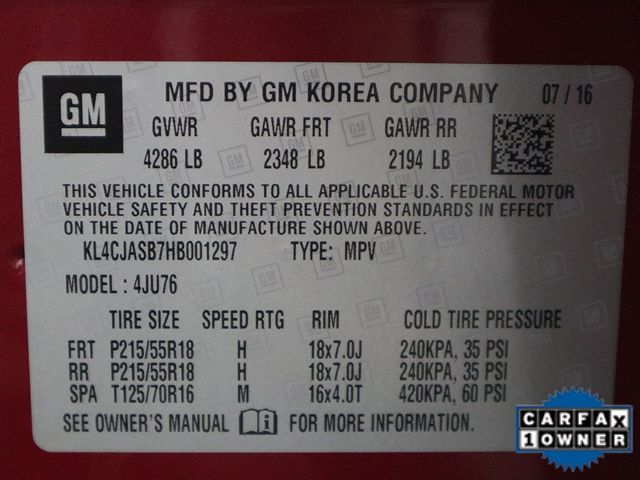 GM MFD BY GM KOREA COMPANY 07 / 16
GVWR GAWR FRT GAWR RR
4286 LB 2348 LB 2194 LB
THIS VEHICLE CONFORMS TO ALL APPLICABLE U.S. FEDERAL MOTOR
VEHICLE SAFETY AND THEFT PREVENTION STANDARDS IN EFFECT
ON THE DATE OF MANUFACTURE SHOWN ABOVE.
KL4CJASB7HB001297 TYPE: MPV
MODEL : 4JU76
TIRE SIZE SPEED RTG RIM COLD TIRE PRESSURE
FRT P215/55R18 H 18x7.0J 240KPA, 35 PSI
RR P215/55R18 H 18x7.0J 240KPA, 35 PSI
SPA T125/70R16 M 16x4.0T 420KPA, 60 PSI
SEE OWNER'S MANUAL FOR MORE INFORMATION.
CARFAX
1 OWNER